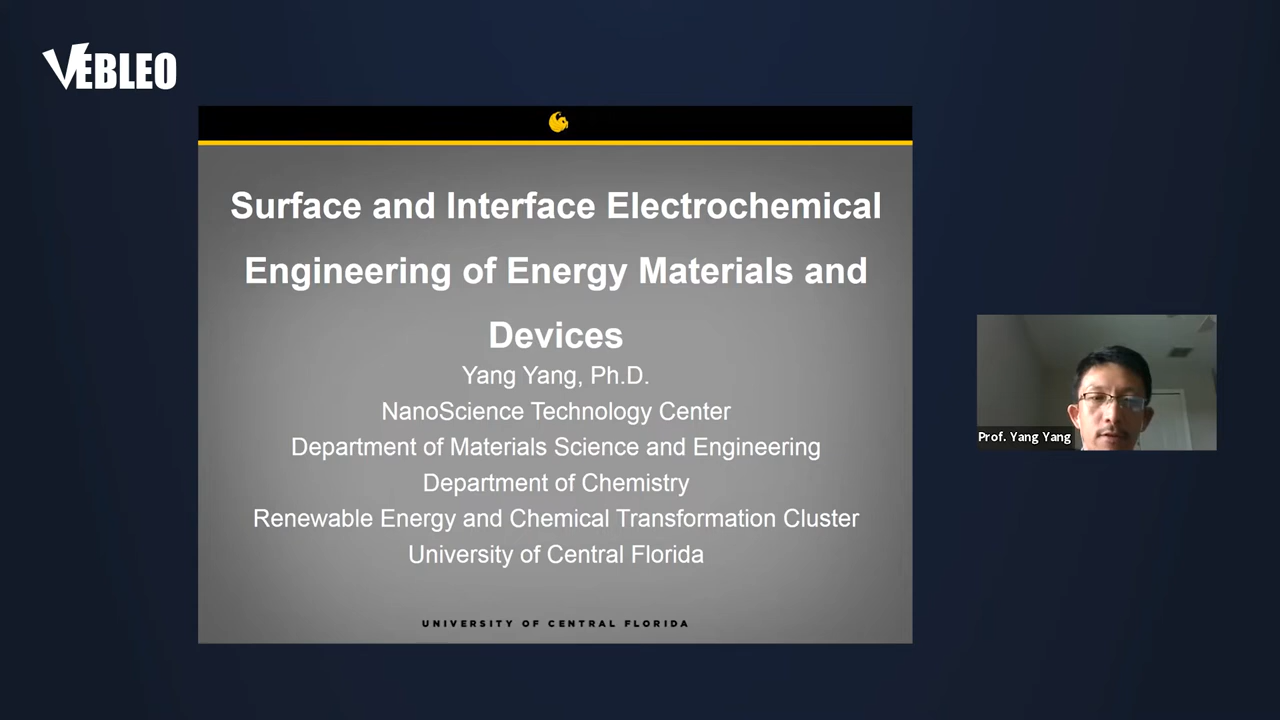 VEBLEO
Surface and Interface Electrochemical
Engineering of Energy Materials and
Devices
Yang Yang, Ph.D.
NanoScience Technology Center
Department of Materials Science and Engineering
Department of Chemistry
Renewable Energy and Chemical Transformation Cluster
University of Central Florida
UNIVERSITY OF CENTRAL FLORIDA
Prof. Yang Yang